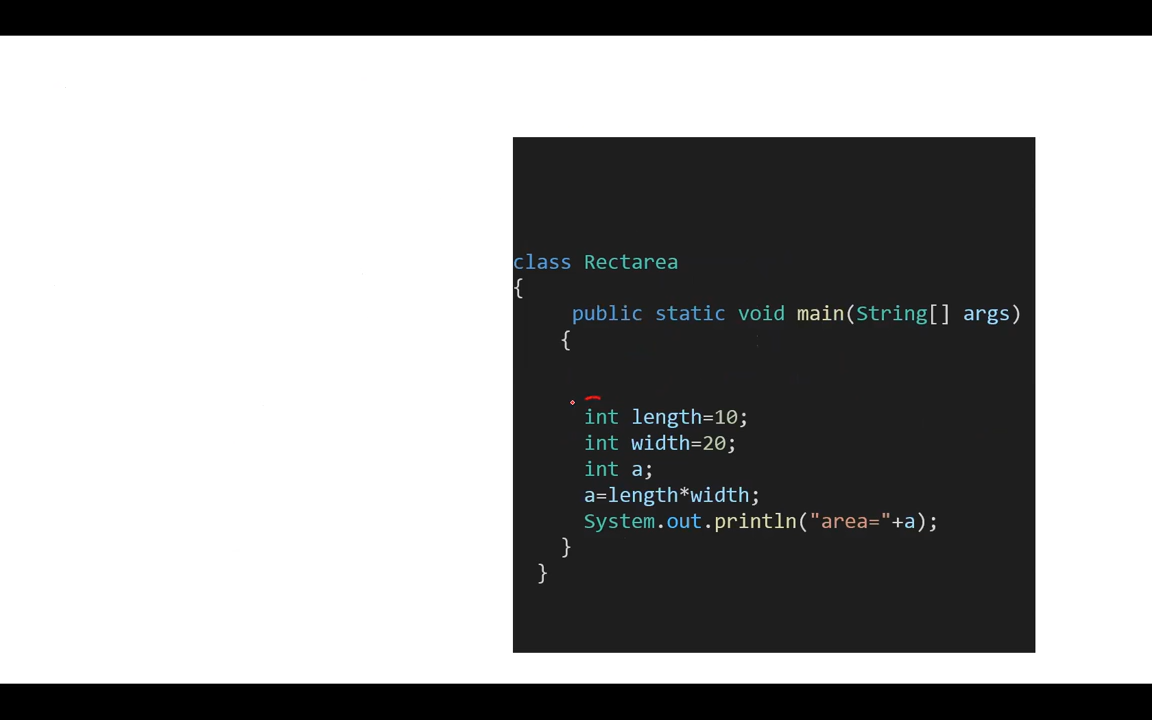 class Rectarea
{
public static void main(String[] args)
{
int length=10;
int width=20;
int a;
a=length*width;
System.out.println("area="+a);
}
}